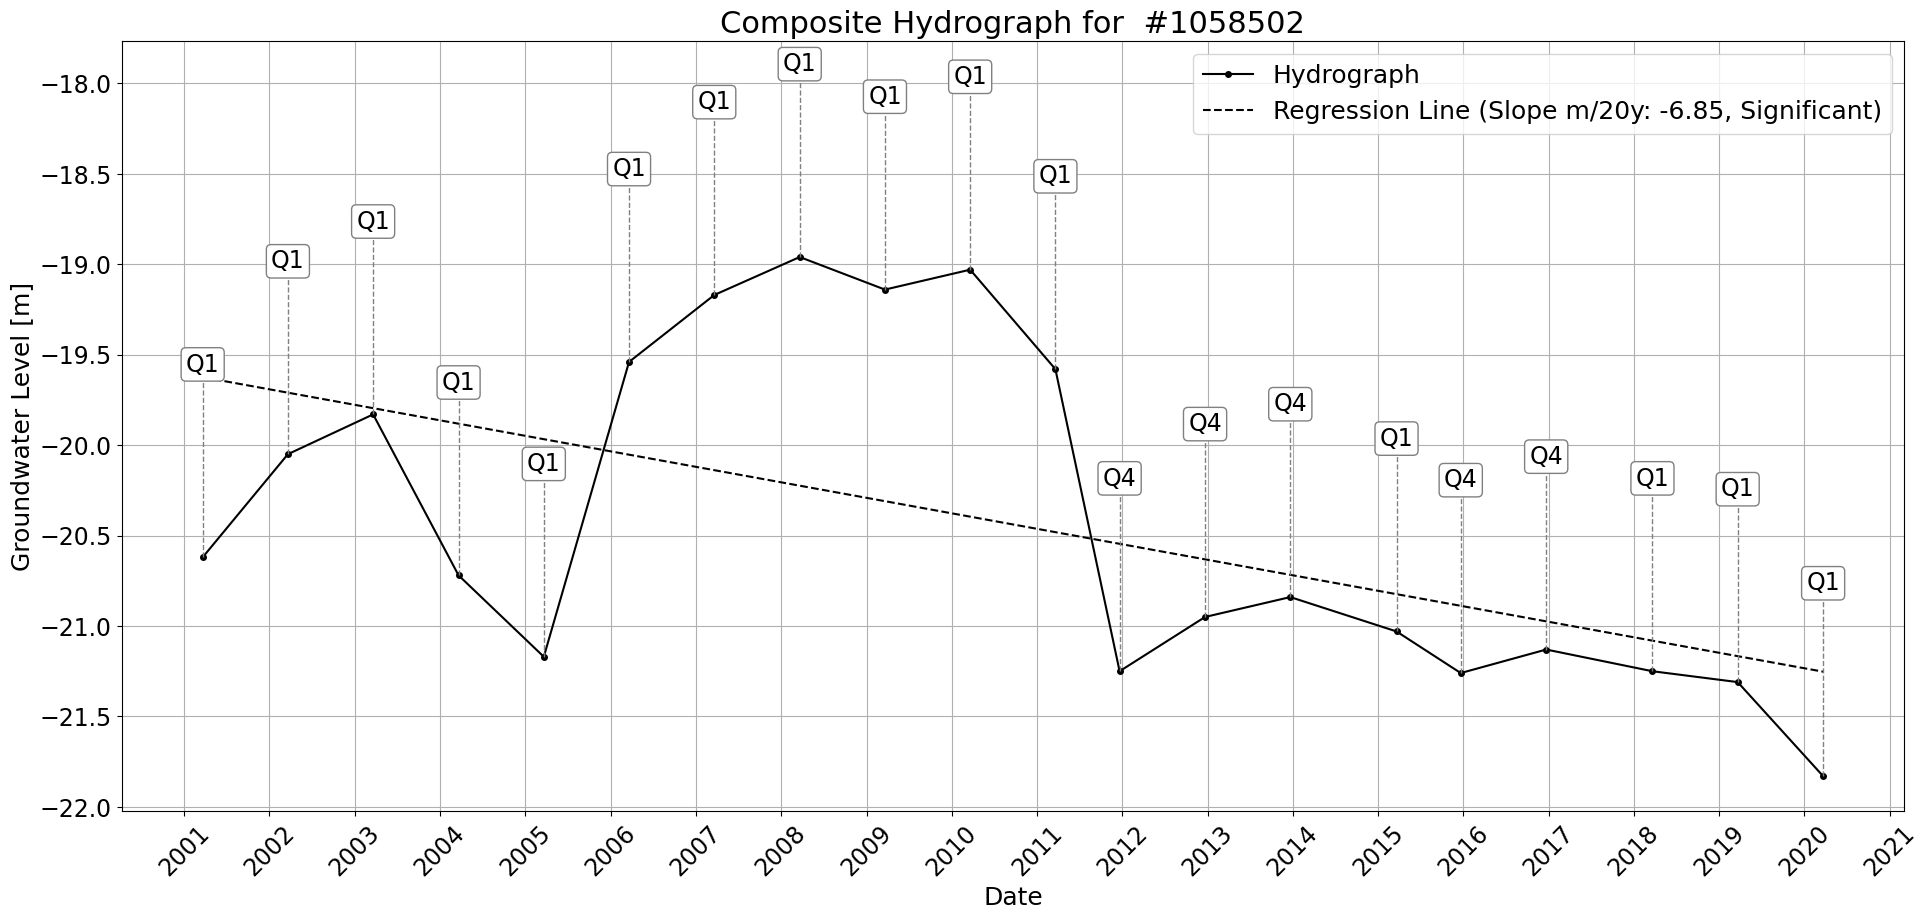 Composite Hydrograph for  #1058502
Hydrograph
Regression Line (Slope m/20y: -6.85, Significant)
Groundwater Level [m]
−18.0
−18.5
−19.0
−19.5
−20.0
−20.5
−21.0
−21.5
−22.0
Q1
Q1
Q1
Q1
Q1
Q1
Q1
Q1
Q1
Q1
Q1
Q4
Q4
Q4
Q1
Q4
Q4
Q1
Q1
Q1
2001
2002
2003
2004
2005
2006
2007
2008
2009
2010
2011
2012
2013
2014
2015
2016
2017
2018
2019
2020
2021
Date